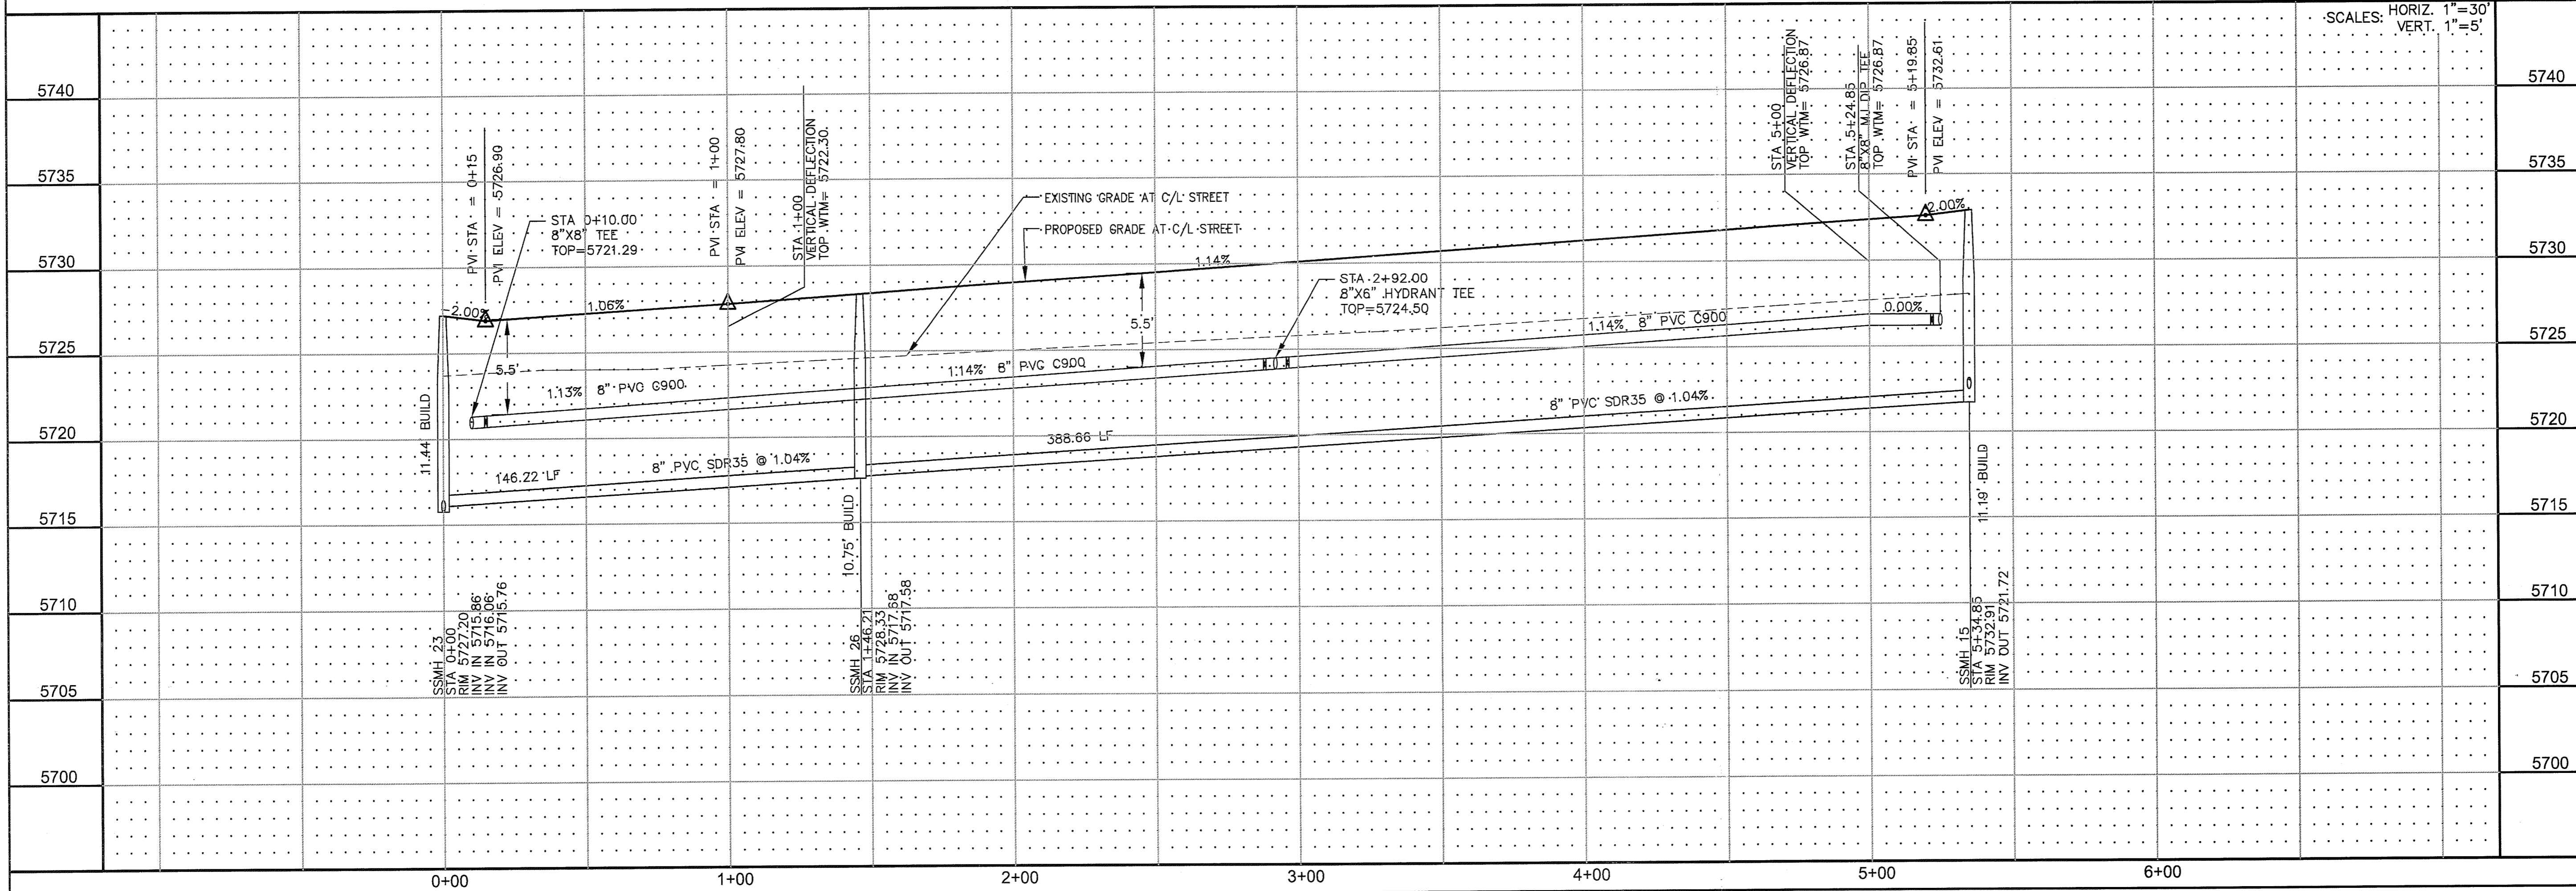 SCALES: HORIZ. 1"=30'
VERT. 1"=5'
5740
5735
5730
5725
5720
5715
5710
5705
5700
5740
5735
5730
5725
5720
5715
5710
5705
5700
PVI STA = 0+15
PVI ELEV = 5726.90
STA 0+10.00
8"X8" TEE
TOP=5721.29
PVI STA = 1+00
PVI ELEV = 5727.80
STA 1+00
VERTICAL DEFLECTION
TOP WTM= 5722.30
EXISTING GRADE AT C/L STREET
PROPOSED GRADE AT C/L STREET
STA 2+92.00
8"X6" HYDRANT TEE
TOP=5724.50
STA 5+00
VERTICAL DEFLECTION
TOP WTM= 5726.87
STA 5+24.85
8"X8" MJ DIP TEE
TOP WTM= 5726.87
PVI STA = 5+19.85
PVI ELEV = 5732.61
-2.00%
1.06%
1.14%
2.00%
5.5'
5.5'
1.13% 8" PVC C900
1.14% 8" PVC C900
1.14% 8" PVC C900
0.00%
146.22 LF
8" PVC SDR35 @ 1.04%
388.66 LF
8" PVC SDR35 @ 1.04%
11.44 BUILD
10.75' BUILD
11.19' BUILD
SSMH 23
STA 0+00
RIM 5727.20
INV IN 5715.86
INV IN 5716.06
INV OUT 5715.76
SSMH 26
STA 1+46.21
RIM 5728.33
INV IN 5717.68
INV OUT 5717.58
SSMH 15
STA 5+34.85
RIM 5732.91
INV OUT 5721.72
0+00
1+00
2+00
3+00
4+00
5+00
6+00